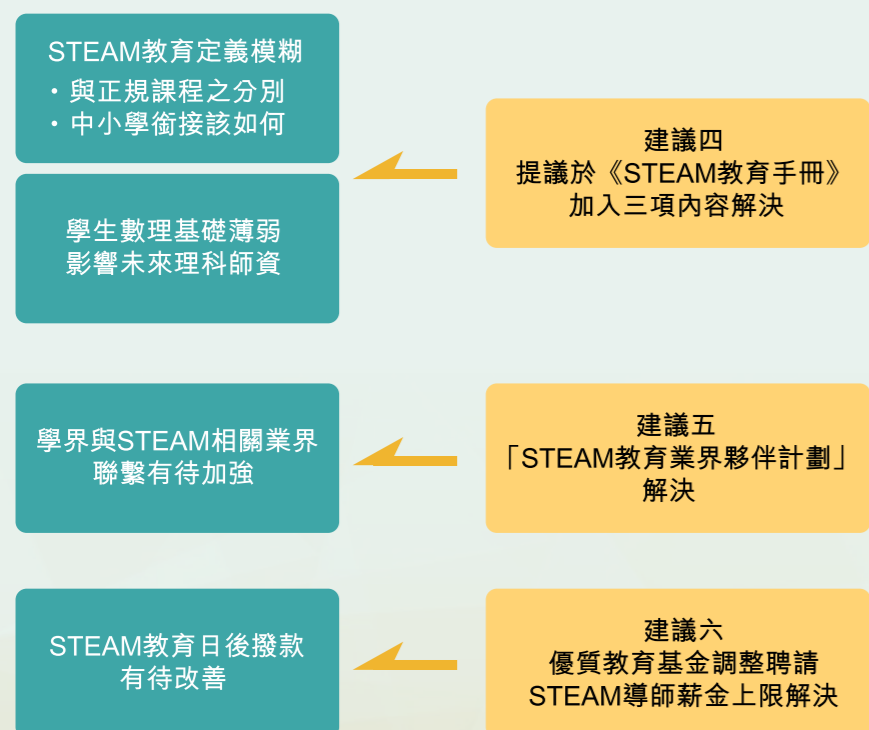 STEAM教育定義模糊
・與正規課程之分別
・中小學銜接該如何
學生數理基礎薄弱
影響未來理科師資
建議四
提議於《STEAM教育手冊》
加入三項內容解決
學界與STEAM相關業界
聯繫有待加強
建議五
「STEAM教育業界夥伴計劃」
解決
STEAM教育日後撥款
有待改善
建議六
優質教育基金調整聘請
STEAM導師薪金上限解決